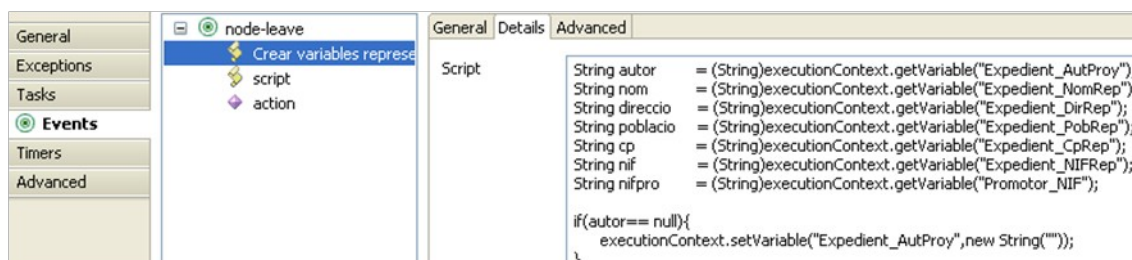 General
Exceptions
Tasks
Events
Timers
Advanced
node-leave
Crear variables represe
script
action
General Details Advanced
Script
String autor = (String)executionContext.getVariable("Expedient_AutProy")
String nom = (String)executionContext.getVariable("Expedient_NomRep")
String direccio = (String)executionContext.getVariable("Expedient_DirRep");
String poblacio = (String)executionContext.getVariable("Expedient_PobRep");
String cp = (String)executionContext.getVariable("Expedient_CpRep");
String nif = (String)executionContext.getVariable("Expedient_NIFRep");
String nifpro = (String)executionContext.getVariable("Promotor_NIF");
if(autor== null){
executionContext.setVariable("Expedient_AutProy",new String(""));
}